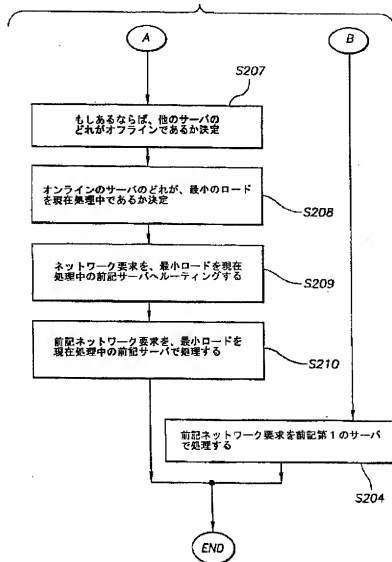 A
B
S207
もしあるならば、他のサーバの
どれがオフラインであるか決定
オンラインのサーバのどれが、最小のロード
を現在処理中であるか決定
S208
ネットワーク要求を、最小ロードを現在
処理中の前記サーバへルーティングする
S209
前記ネットワーク要求を、最小ロードを
現在処理中の前記サーバで処理する
S210
前記ネットワーク要求を前記第1のサーバ
で処理する
S204
END